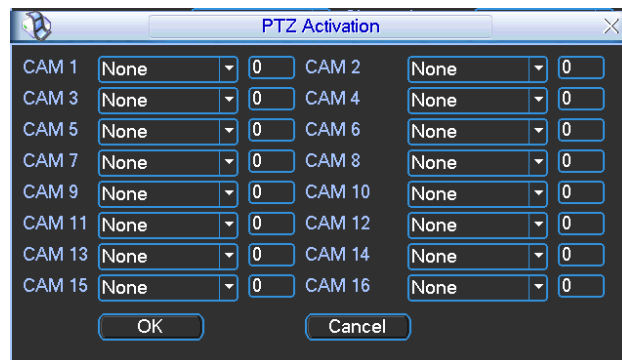 PTZ Activation
CAM 1 None 0 CAM 2 None 0
CAM 3 None 0 CAM 4 None 0
CAM 5 None 0 CAM 6 None 0
CAM 7 None 0 CAM 8 None 0
CAM 9 None 0 CAM 10 None 0
CAM 11 None 0 CAM 12 None 0
CAM 13 None 0 CAM 14 None 0
CAM 15 None 0 CAM 16 None 0
OK Cancel